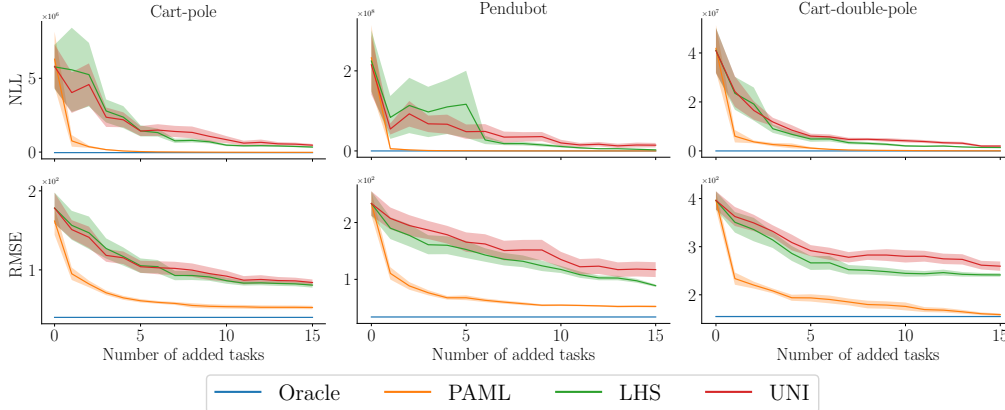 Cart-pole Pendubot Cart-double-pole
×10⁶ ×10⁸ ×10⁷
NLL
5
0
2
0
4
2
0
×10² ×10² ×10²
RMSE
2
1
2
1
4
3
2
0 5 10 15 0 5 10 15 0 5 10 15
Number of added tasks Number of added tasks Number of added tasks
Oracle PAML LHS UNI